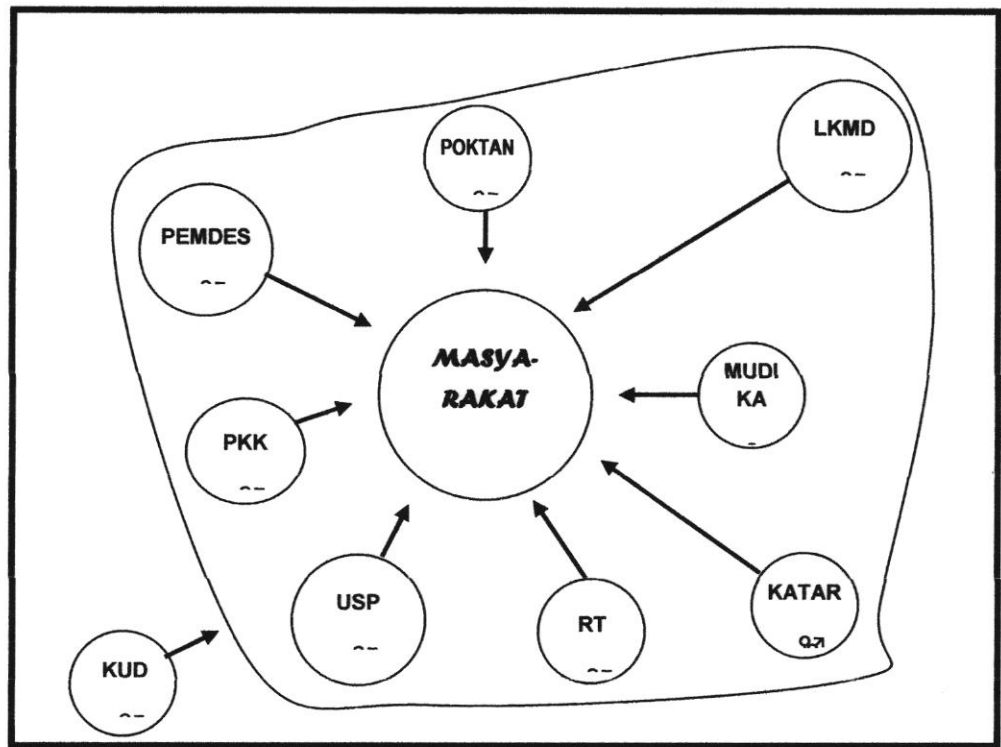 POKTAN
LKMD
PEMDES
MASYA-
RAKAT
MUDI
KA
PKK
USP
RT
KATAR
KUD